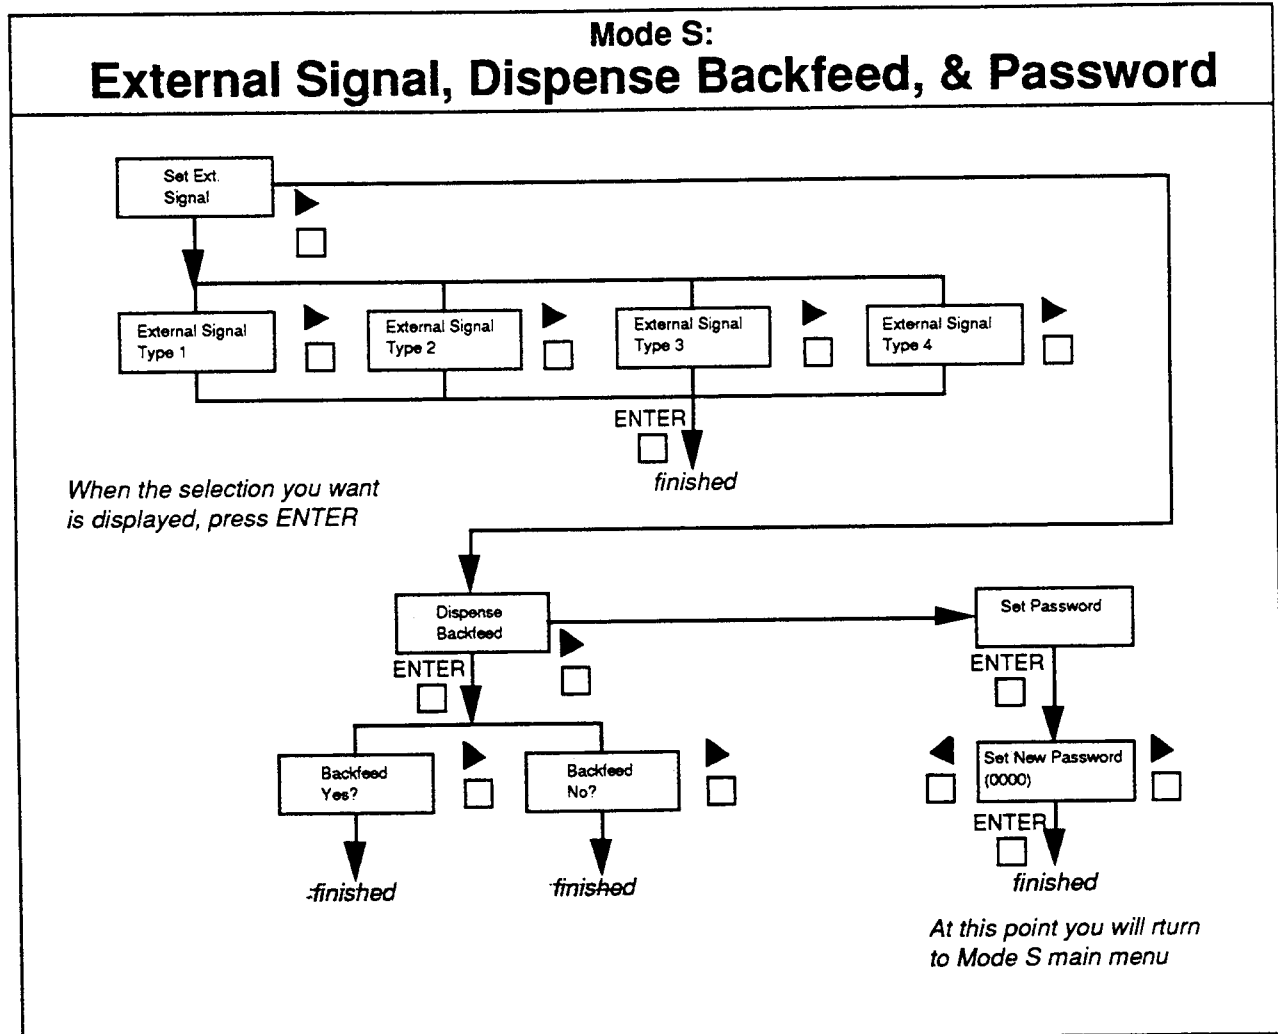 Mode S:
External Signal, Dispense Backfeed, & Password
Set Ext.
Signal
External Signal
Type 1
External Signal
Type 2
External Signal
Type 3
External Signal
Type 4
ENTER
finished
When the selection you want
is displayed, press ENTER
Dispense
Backfeed
Set Password
ENTER
ENTER
Backfeed
Yes?
Backfeed
No?
Set New Password
(0000)
ENTER
finished
finished
finished
At this point you will rturn
to Mode S main menu